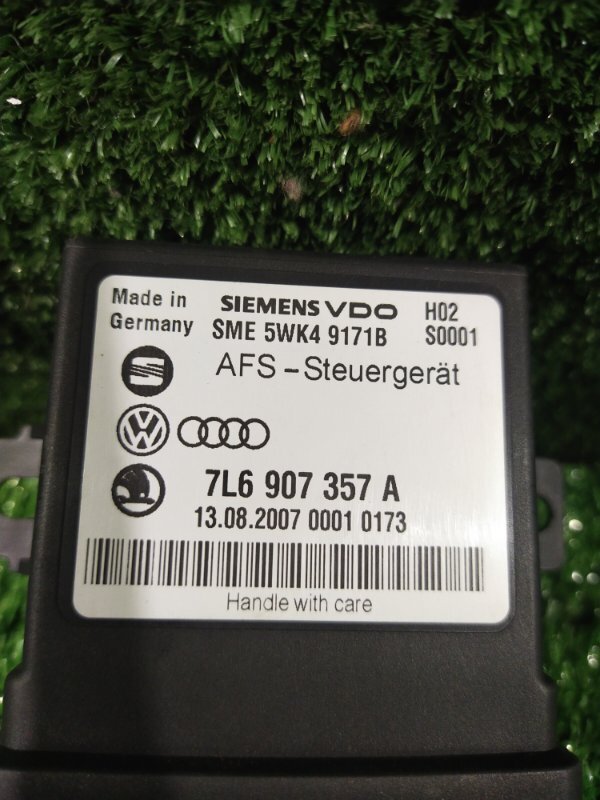 Made in
Germany
SIEMENS VDO H02
SME 5WK4 9171B S0001
AFS-Steuergerät
7L6 907 357 A
13.08.2007 0001 0173
Handle with care